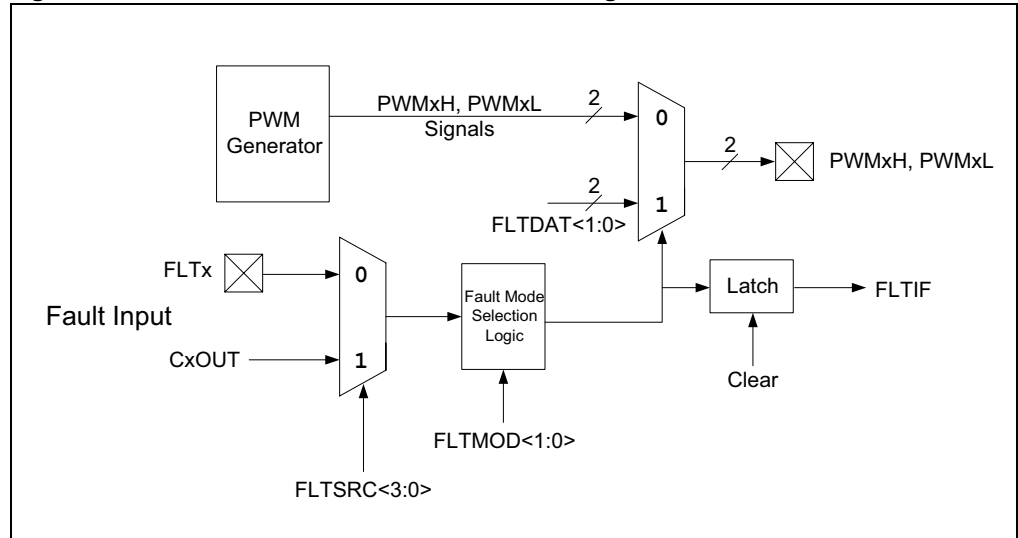 PWM
Generator
PWMxH, PWMxL
Signals
2
0
2
PWMxH, PWMxL
2
1
FLTDAT<1:0>
FLTx
0
Fault Mode
Selection
Logic
Latch
FLTIF
Fault Input
CxOUT
1
Clear
FLTMOD<1:0>
FLTSRC<3:0>